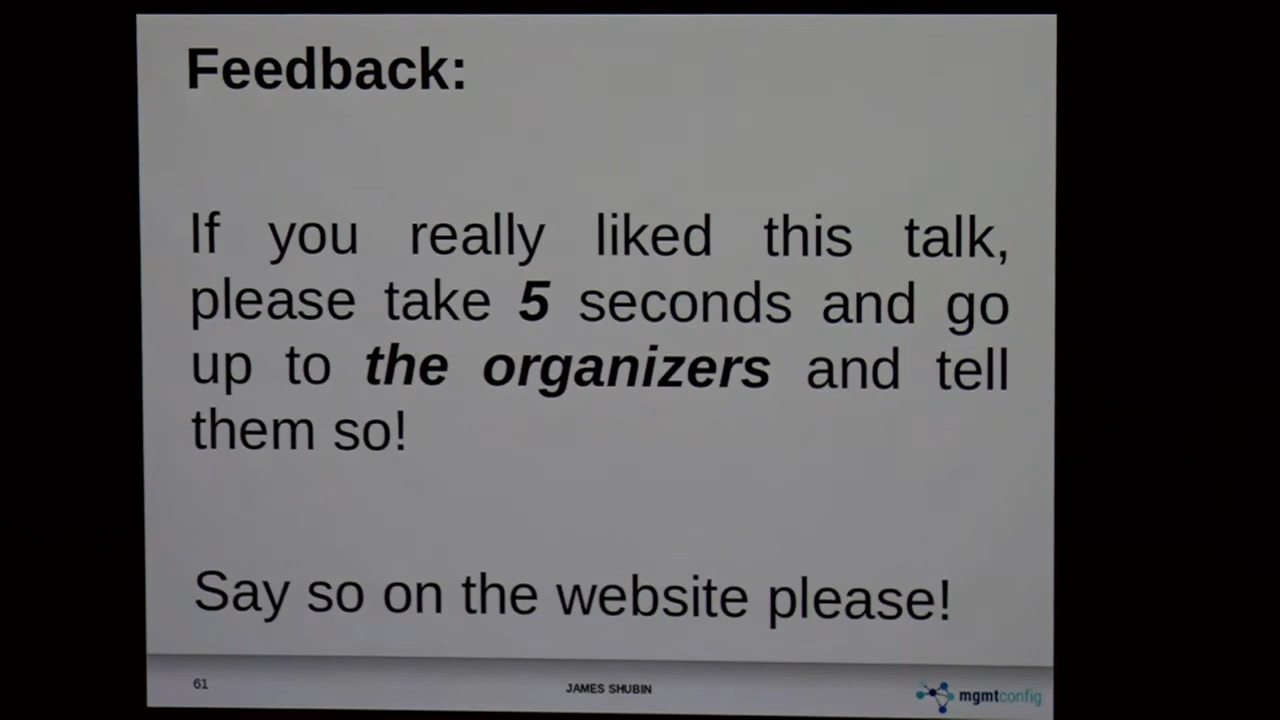 Feedback:
If you really liked this talk,
please take 5 seconds and go
up to the organizers and tell
them so!
Say so on the website please!
61
JAMES SHUBIN
mgmtconfig